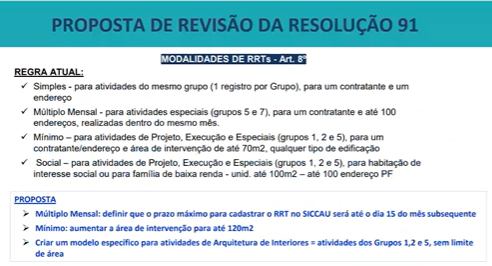 PROPOSTA DE REVISÃO DA RESOLUÇÃO 91
MODALIDADES DE RRTs - Art. 8º
REGRA ATUAL:
✓ Simples - para atividades do mesmo grupo (1 registro por Grupo), para um contratante e um
endereço
✓ Múltiplo Mensal - para atividades especiais (grupos 5 e 7), para um contratante e até 100
endereços, realizadas dentro do mesmo mês.
✓ Mínimo – para atividades de Projeto, Execução e Especiais (grupos 1, 2 e 5), para um
contratante/endereço e área de intervenção de até 70m2, qualquer tipo de edificação
✓ Social – para atividades de Projeto, Execução e Especiais (grupos 1, 2 e 5), para habitação de
interesse social ou para família de baixa renda - unid. até 100m2 – até 100 endereço PF
PROPOSTA
➢ Múltiplo Mensal: definir que o prazo máximo para cadastrar o RRT no SICCAU será até o dia 15 do mês subsequente
➢ Mínimo: aumentar a área de intervenção para até 120m2
➢ Criar um modelo específico para atividades de Arquitetura de Interiores = atividades dos Grupos 1,2 e 5, sem limite
de área